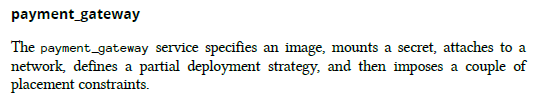 payment_gateway
The payment_gateway service specifies an image, mounts a secret, attaches to a
network, defines a partial deployment strategy, and then imposes a couple of
placement constraints.